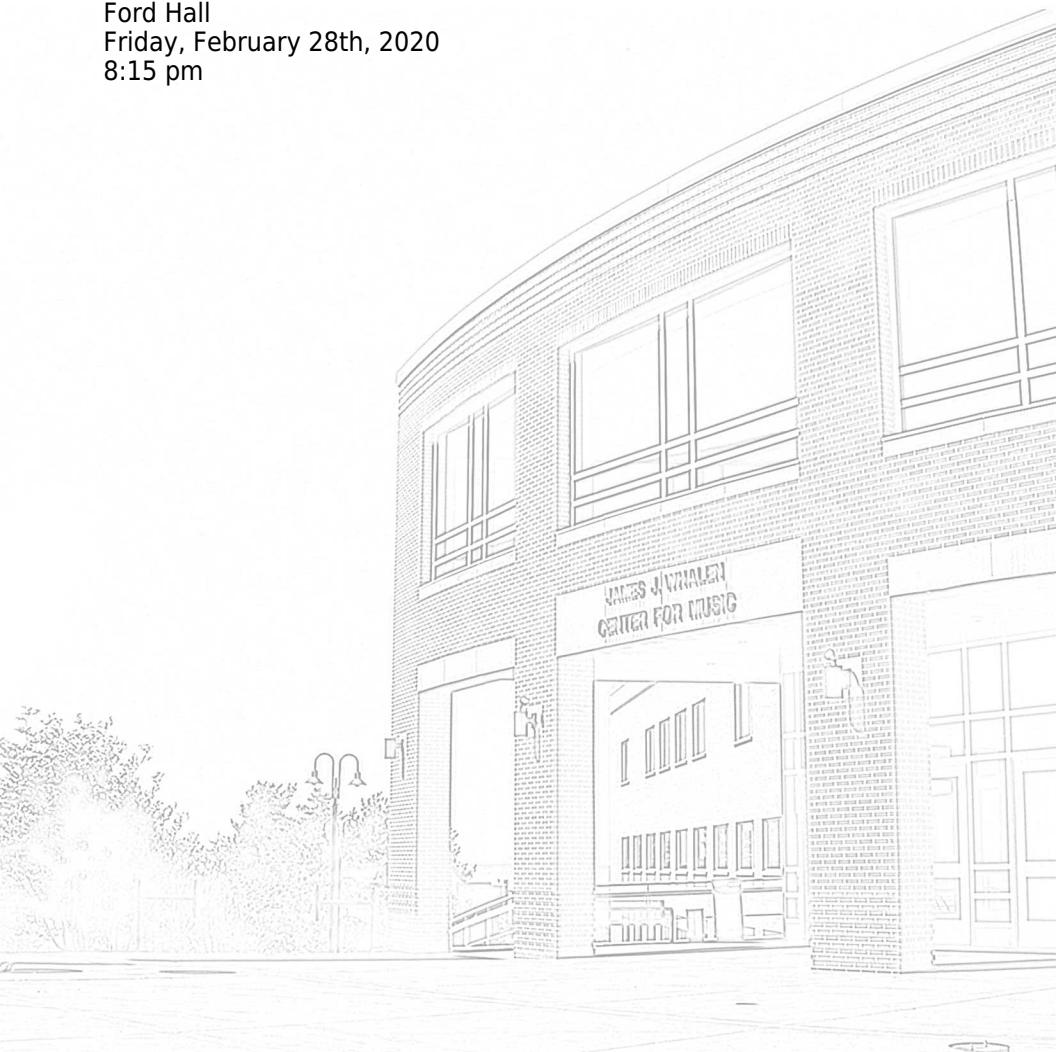 Ford Hall
Friday, February 28th, 2020
8:15 pm
JAMES J. WHALEN
CENTER FOR MUSIC